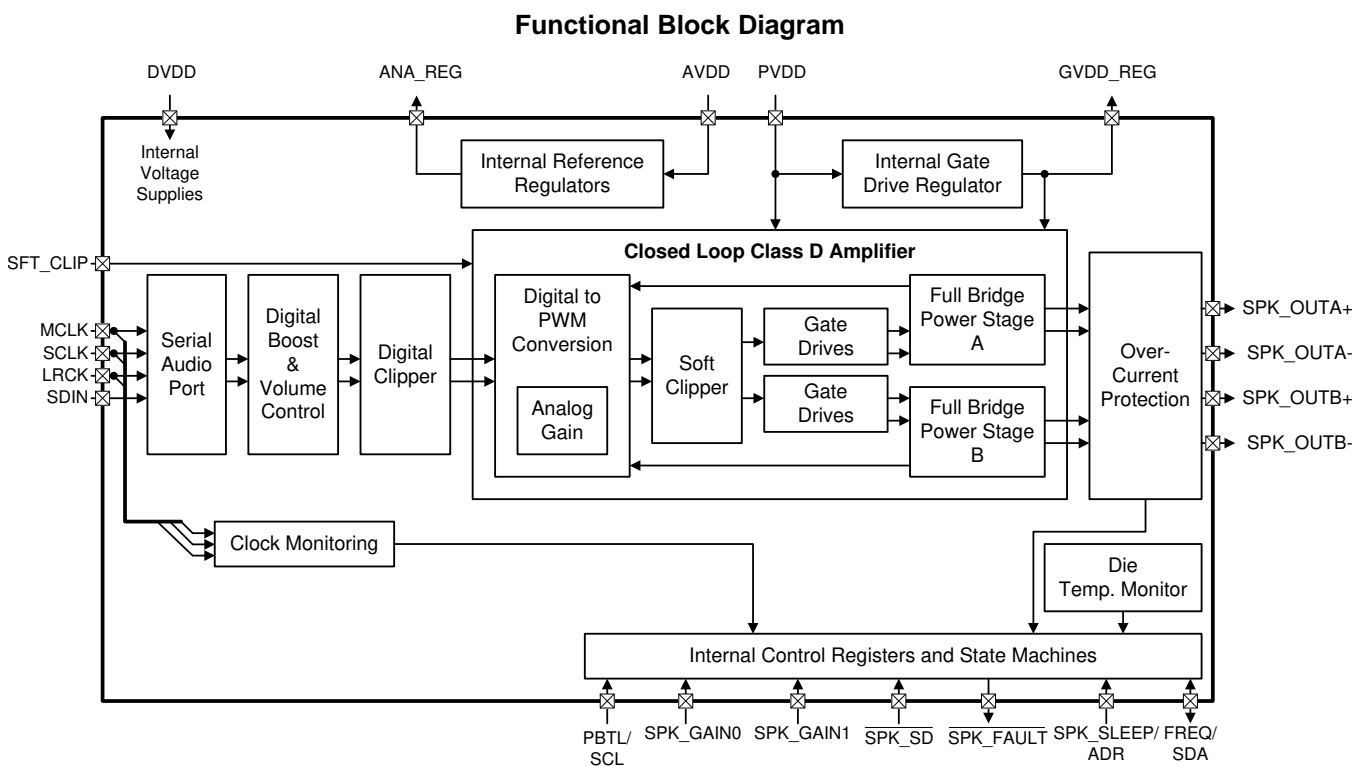 Functional Block Diagram
DVDD
ANA_REG
AVDD
PVDD
GVDD_REG
Internal
Voltage
Supplies
Internal Reference
Regulators
Internal Gate
Drive Regulator
SFT_CLIP
Closed Loop Class D Amplifier
MCLK
SCLK
LRCK
SDIN
Serial
Audio
Port
Digital
Boost
&
Volume
Control
Digital
Clipper
Digital to
PWM
Conversion
Analog
Gain
Soft
Clipper
Gate
Drives
Gate
Drives
Full Bridge
Power Stage
A
Full Bridge
Power Stage
B
Over-
Current
Protection
SPK_OUTA+
SPK_OUTA-
SPK_OUTB+
SPK_OUTB-
Clock Monitoring
Die
Temp. Monitor
Internal Control Registers and State Machines
PBTL/
SCL
SPK_GAIN0
SPK_GAIN1
SPK_SD
SPK_FAULT
SPK_SLEEP/
ADR
FREQ/
SDA